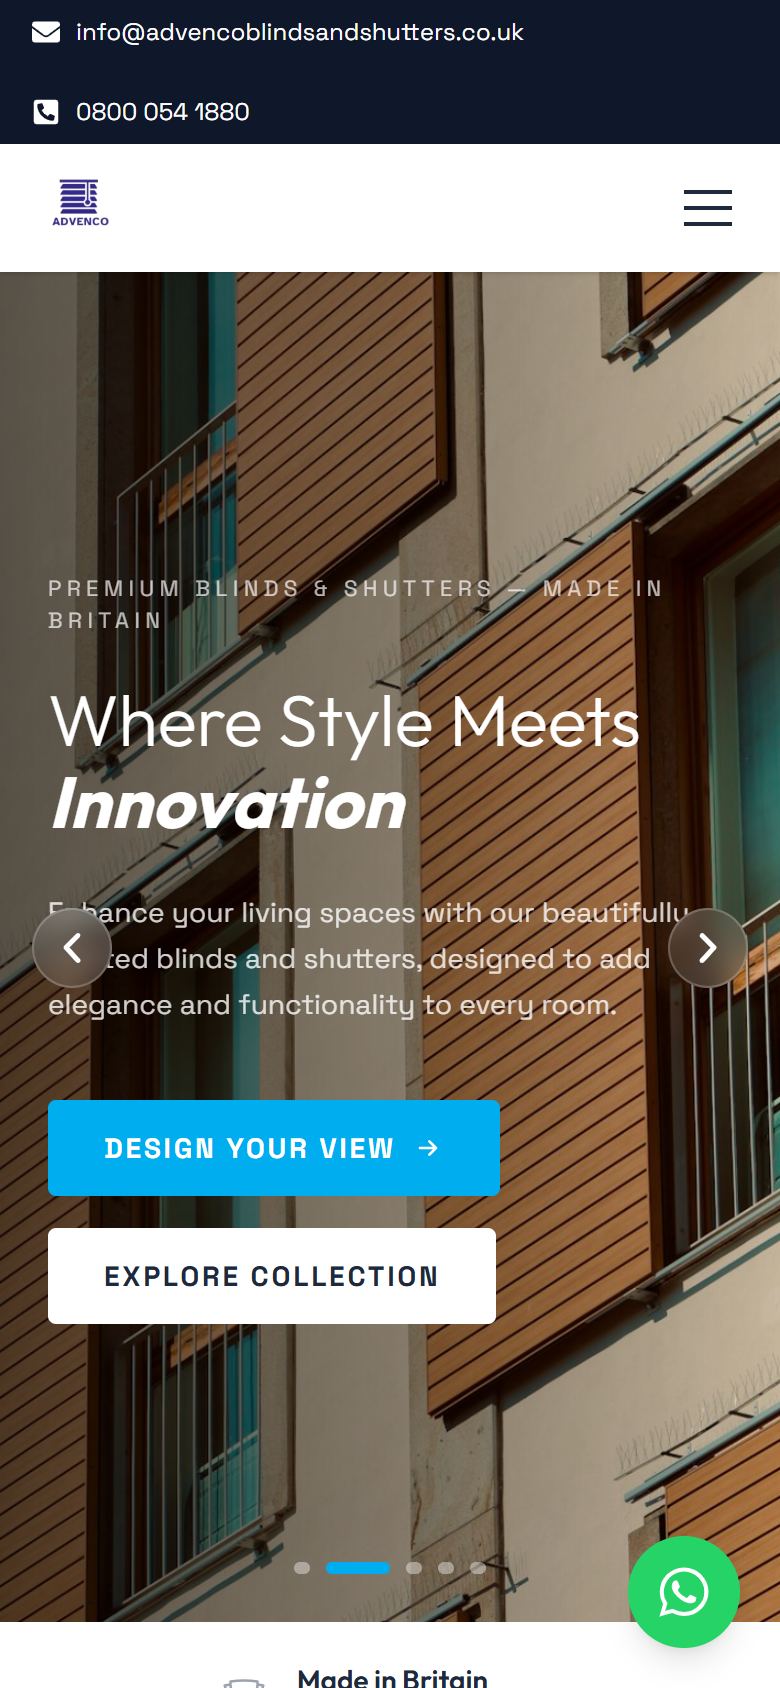 info@advencoblindsandshutters.co.uk
0800 054 1880
ADVENCO
PREMIUM BLINDS & SHUTTERS — MADE IN
BRITAIN
Where Style Meets
Innovation
Enhance your living spaces with our beautifully
blinds and shutters, designed to add
elegance and functionality to every room.
DESIGN YOUR VIEW →
EXPLORE COLLECTION
Made in Britain